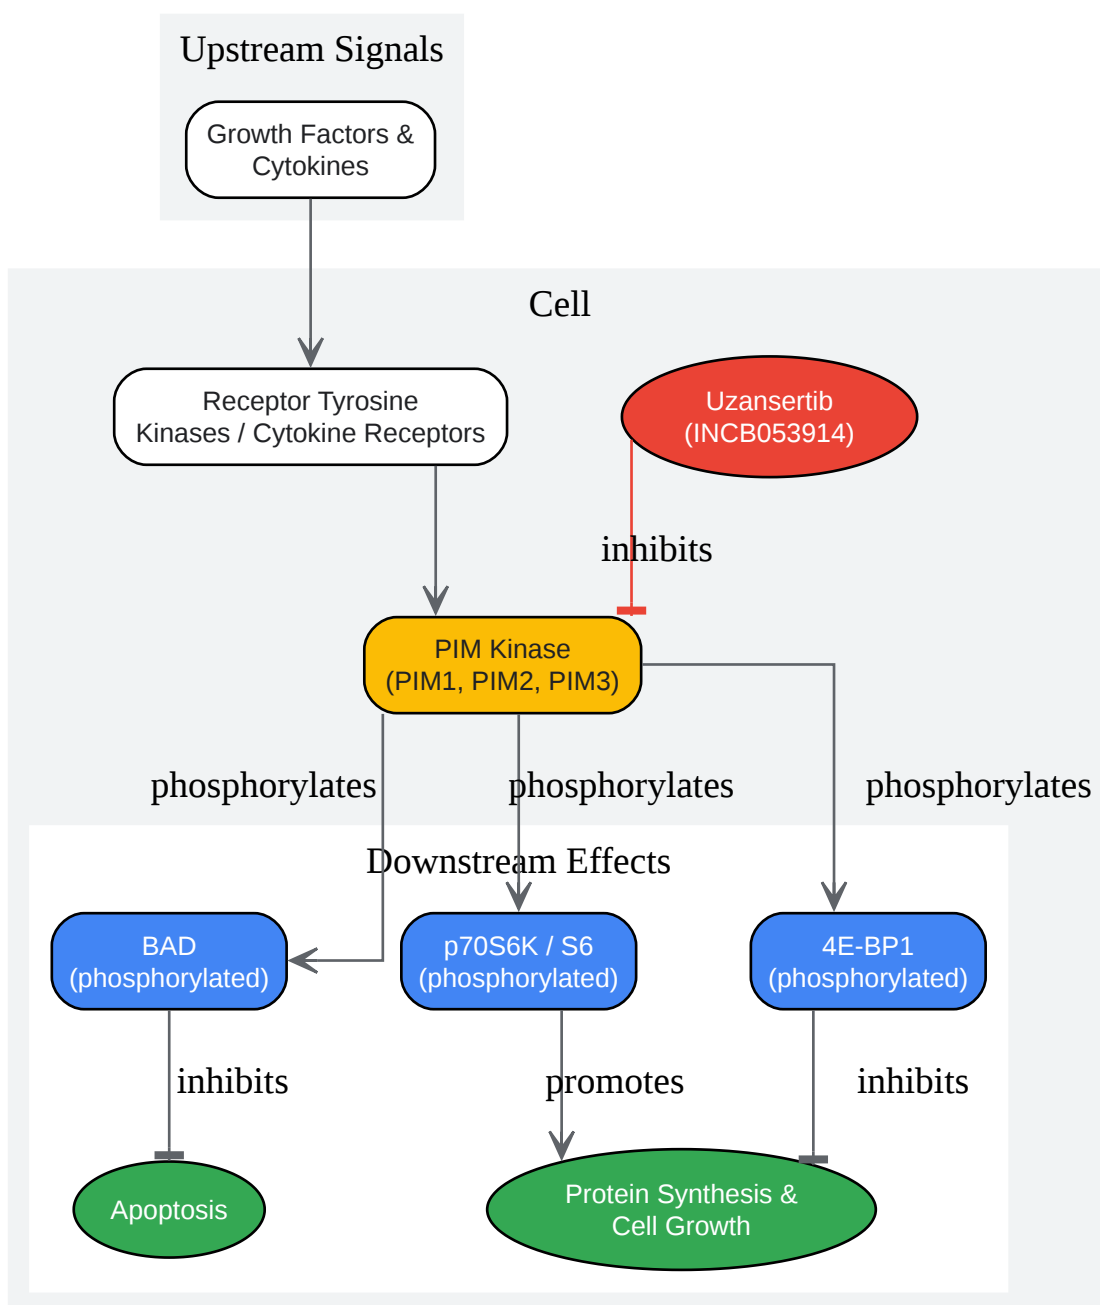 Upstream Signals
Growth Factors &
Cytokines
Cell
Receptor Tyrosine
Kinases / Cytokine Receptors
Uzansertib
(INCB053914)
inhibits
PIM Kinase
(PIM1, PIM2, PIM3)
phosphorylates
phosphorylates
phosphorylates
Downstream Effects
BAD
(phosphorylated)
p70S6K / S6
(phosphorylated)
4E-BP1
(phosphorylated)
inhibits
promotes
inhibits
Apoptosis
Protein Synthesis &
Cell Growth